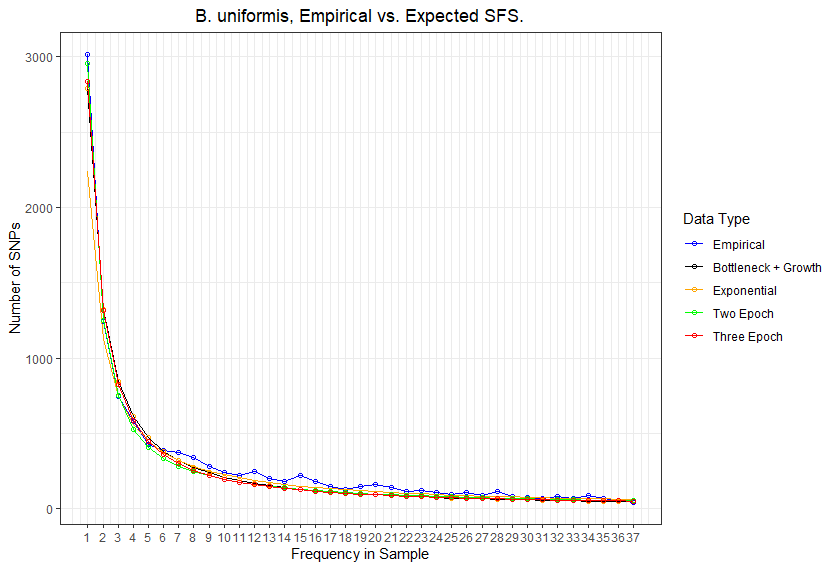 B. uniformis, Empirical vs. Expected SFS.
Number of SNPs
3000
2000
1000
0
1 2 3 4 5 6 7 8 9 10 11 12 13 14 15 16 17 18 19 20 21 22 23 24 25 26 27 28 29 30 31 32 33 34 35 36 37
Frequency in Sample
Data Type
Empirical
Bottleneck + Growth
Exponential
Two Epoch
Three Epoch